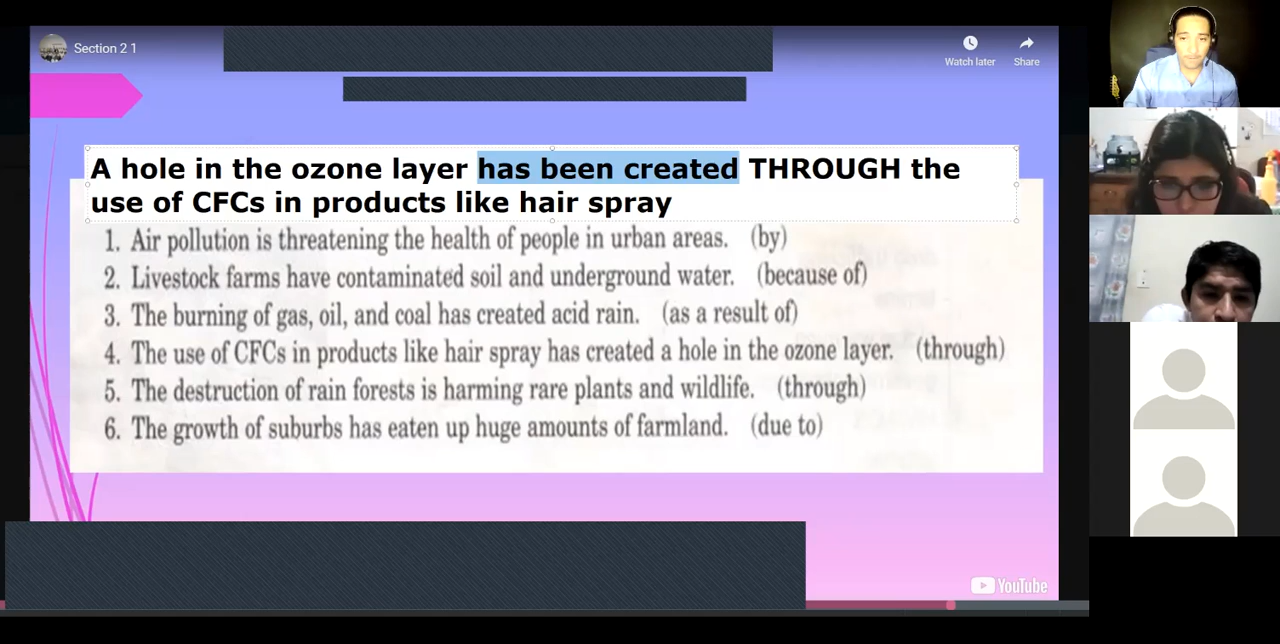 Section 2 1
Watch later
Share
A hole in the ozone layer has been created THROUGH the
use of CFCs in products like hair spray
1. Air pollution is threatening the health of people in urban areas. (by)
2. Livestock farms have contaminated soil and underground water. (because of)
3. The burning of gas, oil, and coal has created acid rain. (as a result of)
4. The use of CFCs in products like hair spray has created a hole in the ozone layer. (through)
5. The destruction of rain forests is harming rare plants and wildlife. (through)
6. The growth of suburbs has eaten up huge amounts of farmland. (due to)
YouTube